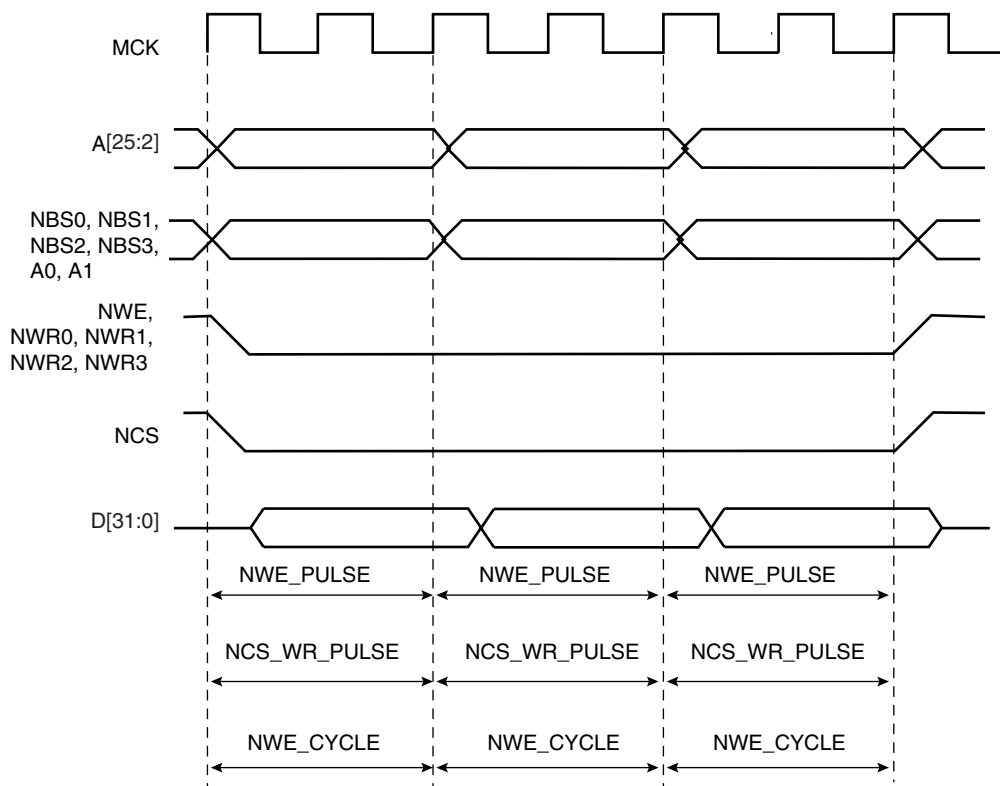 MCK
A[25:2]
NBS0, NBS1,
NBS2, NBS3,
A0, A1
NWE,
NWR0, NWR1,
NWR2, NWR3
NCS
D[31:0]
NWE_PULSE NWE_PULSE NWE_PULSE
NCS_WR_PULSE NCS_WR_PULSE NCS_WR_PULSE
NWE_CYCLE NWE_CYCLE NWE_CYCLE